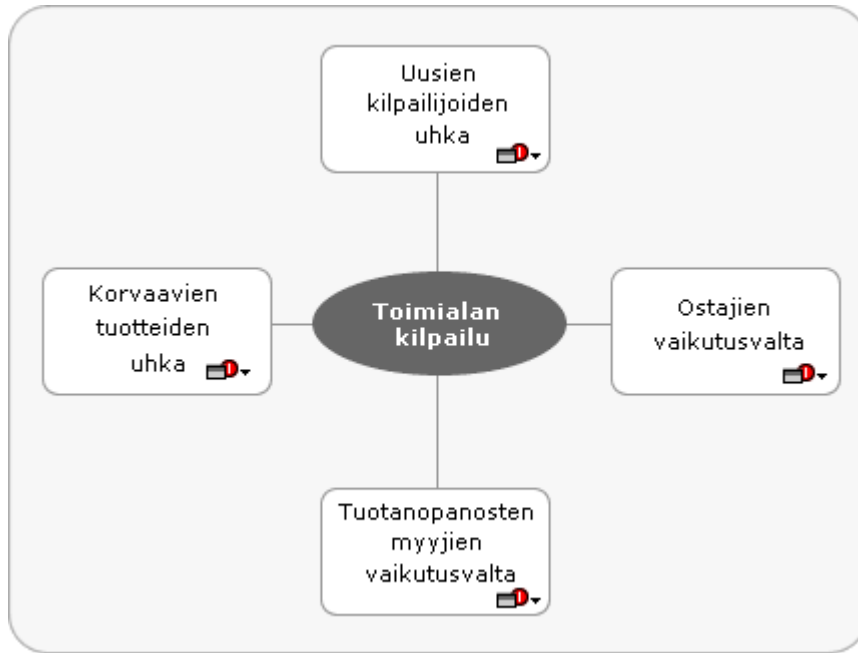 Uusien
kilpailijoiden
uhka
Korvaavien
tuotteiden
uhka
Toimialan
kilpailu
Ostajien
vaikutusvalta
Tuotanopanosten
myyjien
vaikutusvalta